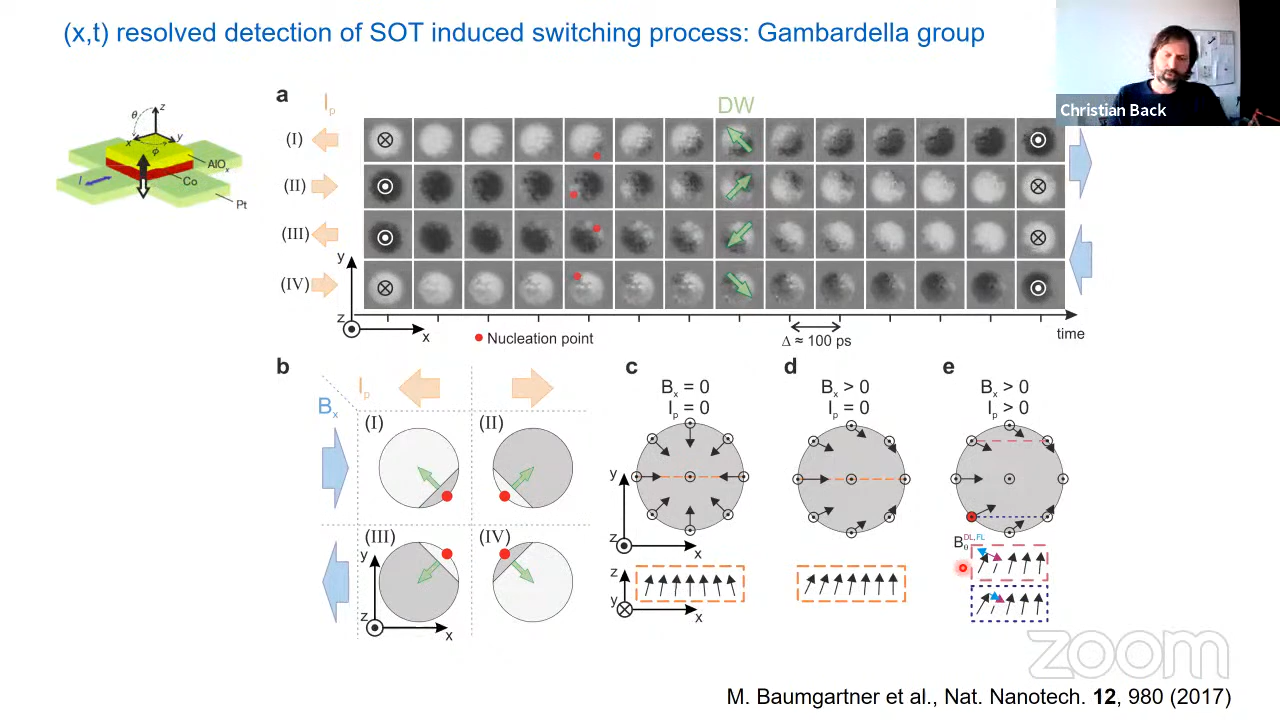 (x,t) resolved detection of SOT induced switching process: Gambardella group
Christian Back
θ
z
x
y
ϕ
I
AlOx
Co
Pt
a
Ip
DW
(I)
(II)
(III)
(IV)
y
z
x
Nucleation point
Δ ≈ 100 ps
time
b
Ip
Bx
(I)
(II)
(III)
(IV)
y
z
x
c
Bx = 0
Ip = 0
y
z
x
z
y
x
d
Bx > 0
Ip = 0
e
Bx > 0
Ip > 0
B0 DL,FL
zoom
M. Baumgartner et al., Nat. Nanotech. 12, 980 (2017)